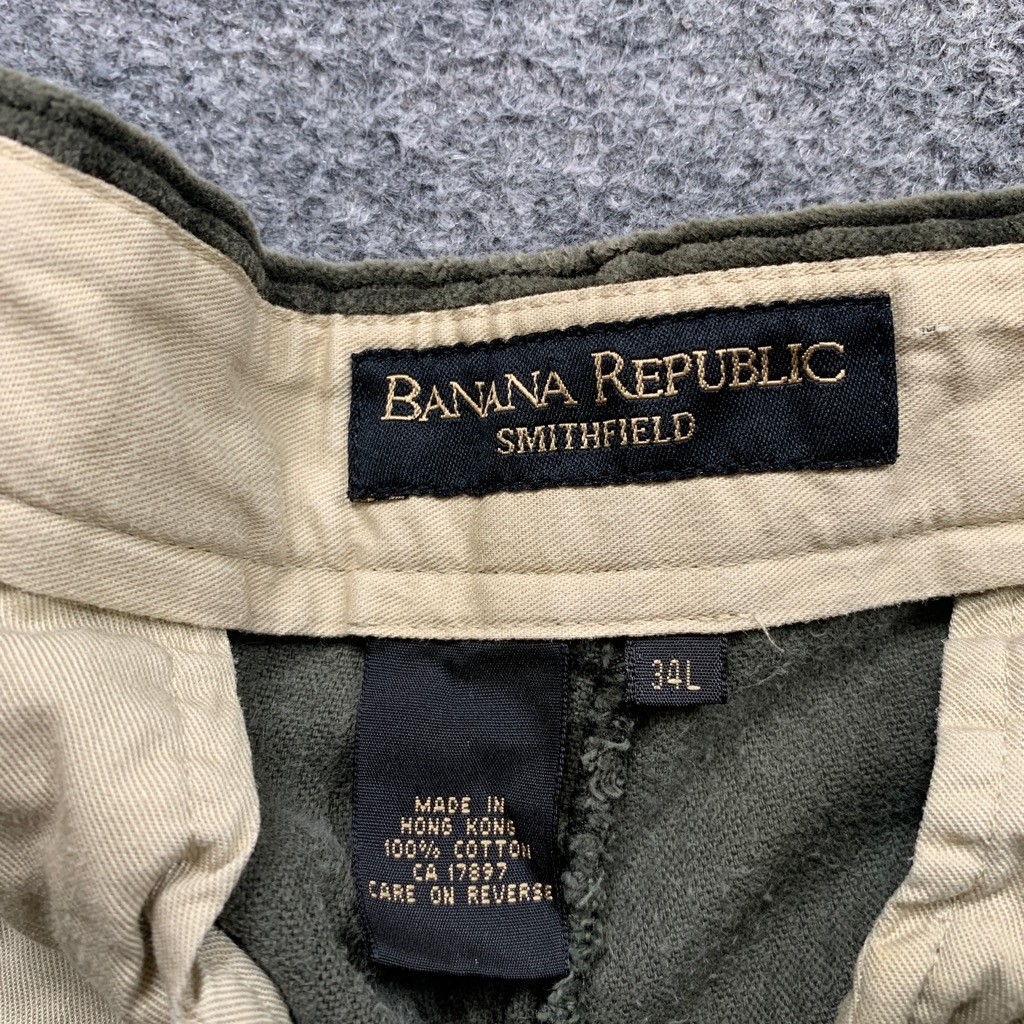 BANANA REPUBLIC
SMITHFIELD
34L
MADE IN
HONG KONG
100% COTTON
CA 17897
CARE ON REVERSE